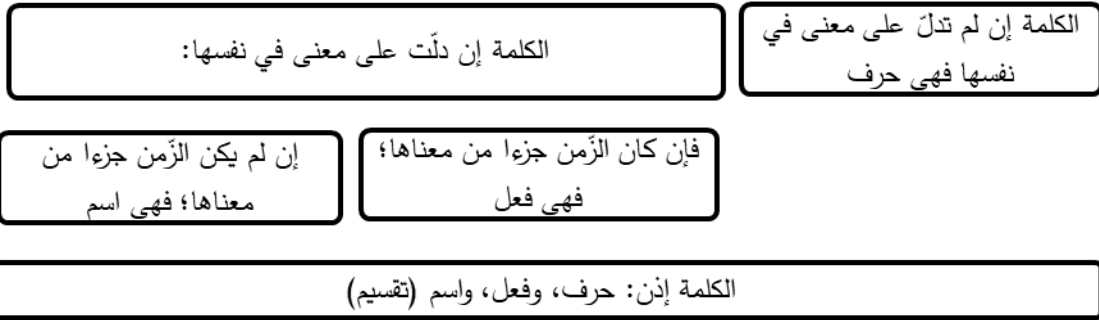 الكلمة إن لم تدلّ على معنى في
نفسها فهي حرف
الكلمة إن دلّت على معنى في نفسها:
فإن كان الزّمن جزءا من معناها؛
فهي فعل
إن لم يكن الزّمن جزءا من
معناها؛ فهي اسم
الكلمة إذن: حرف، وفعل، واسم (تقسيم)